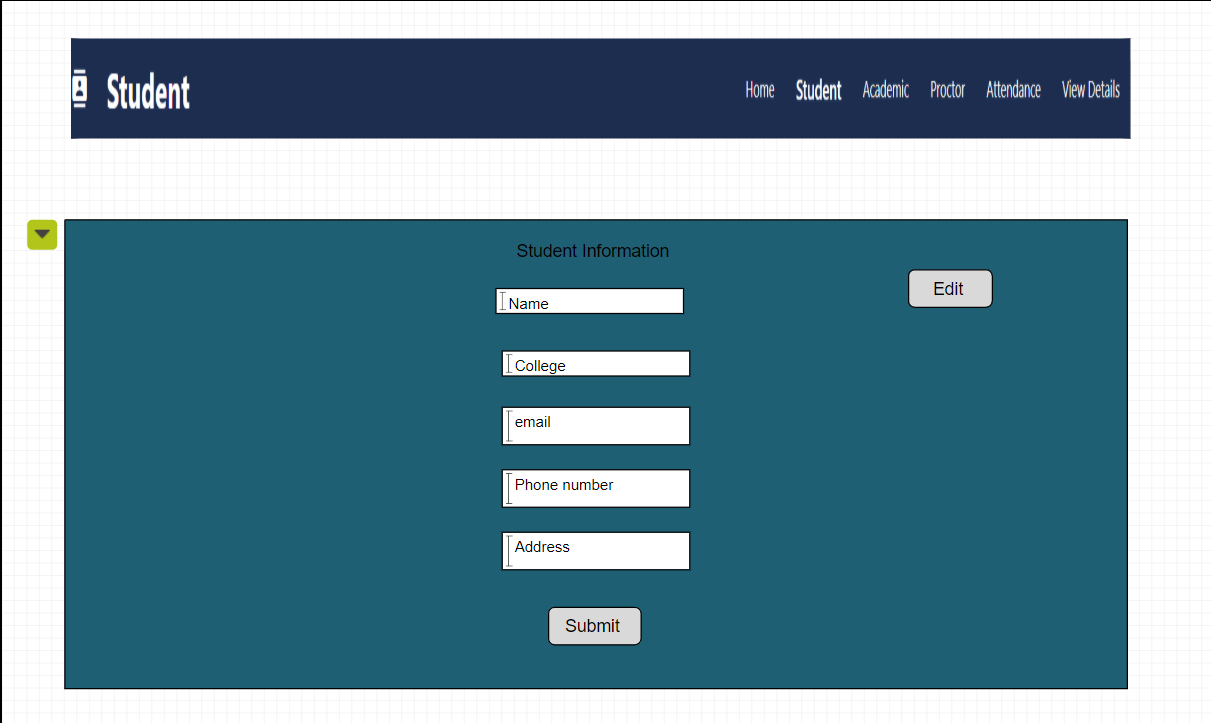 Student
Home Student Academic Proctor Attendance View Details
Student Information
Edit
Name
College
email
Phone number
Address
Submit